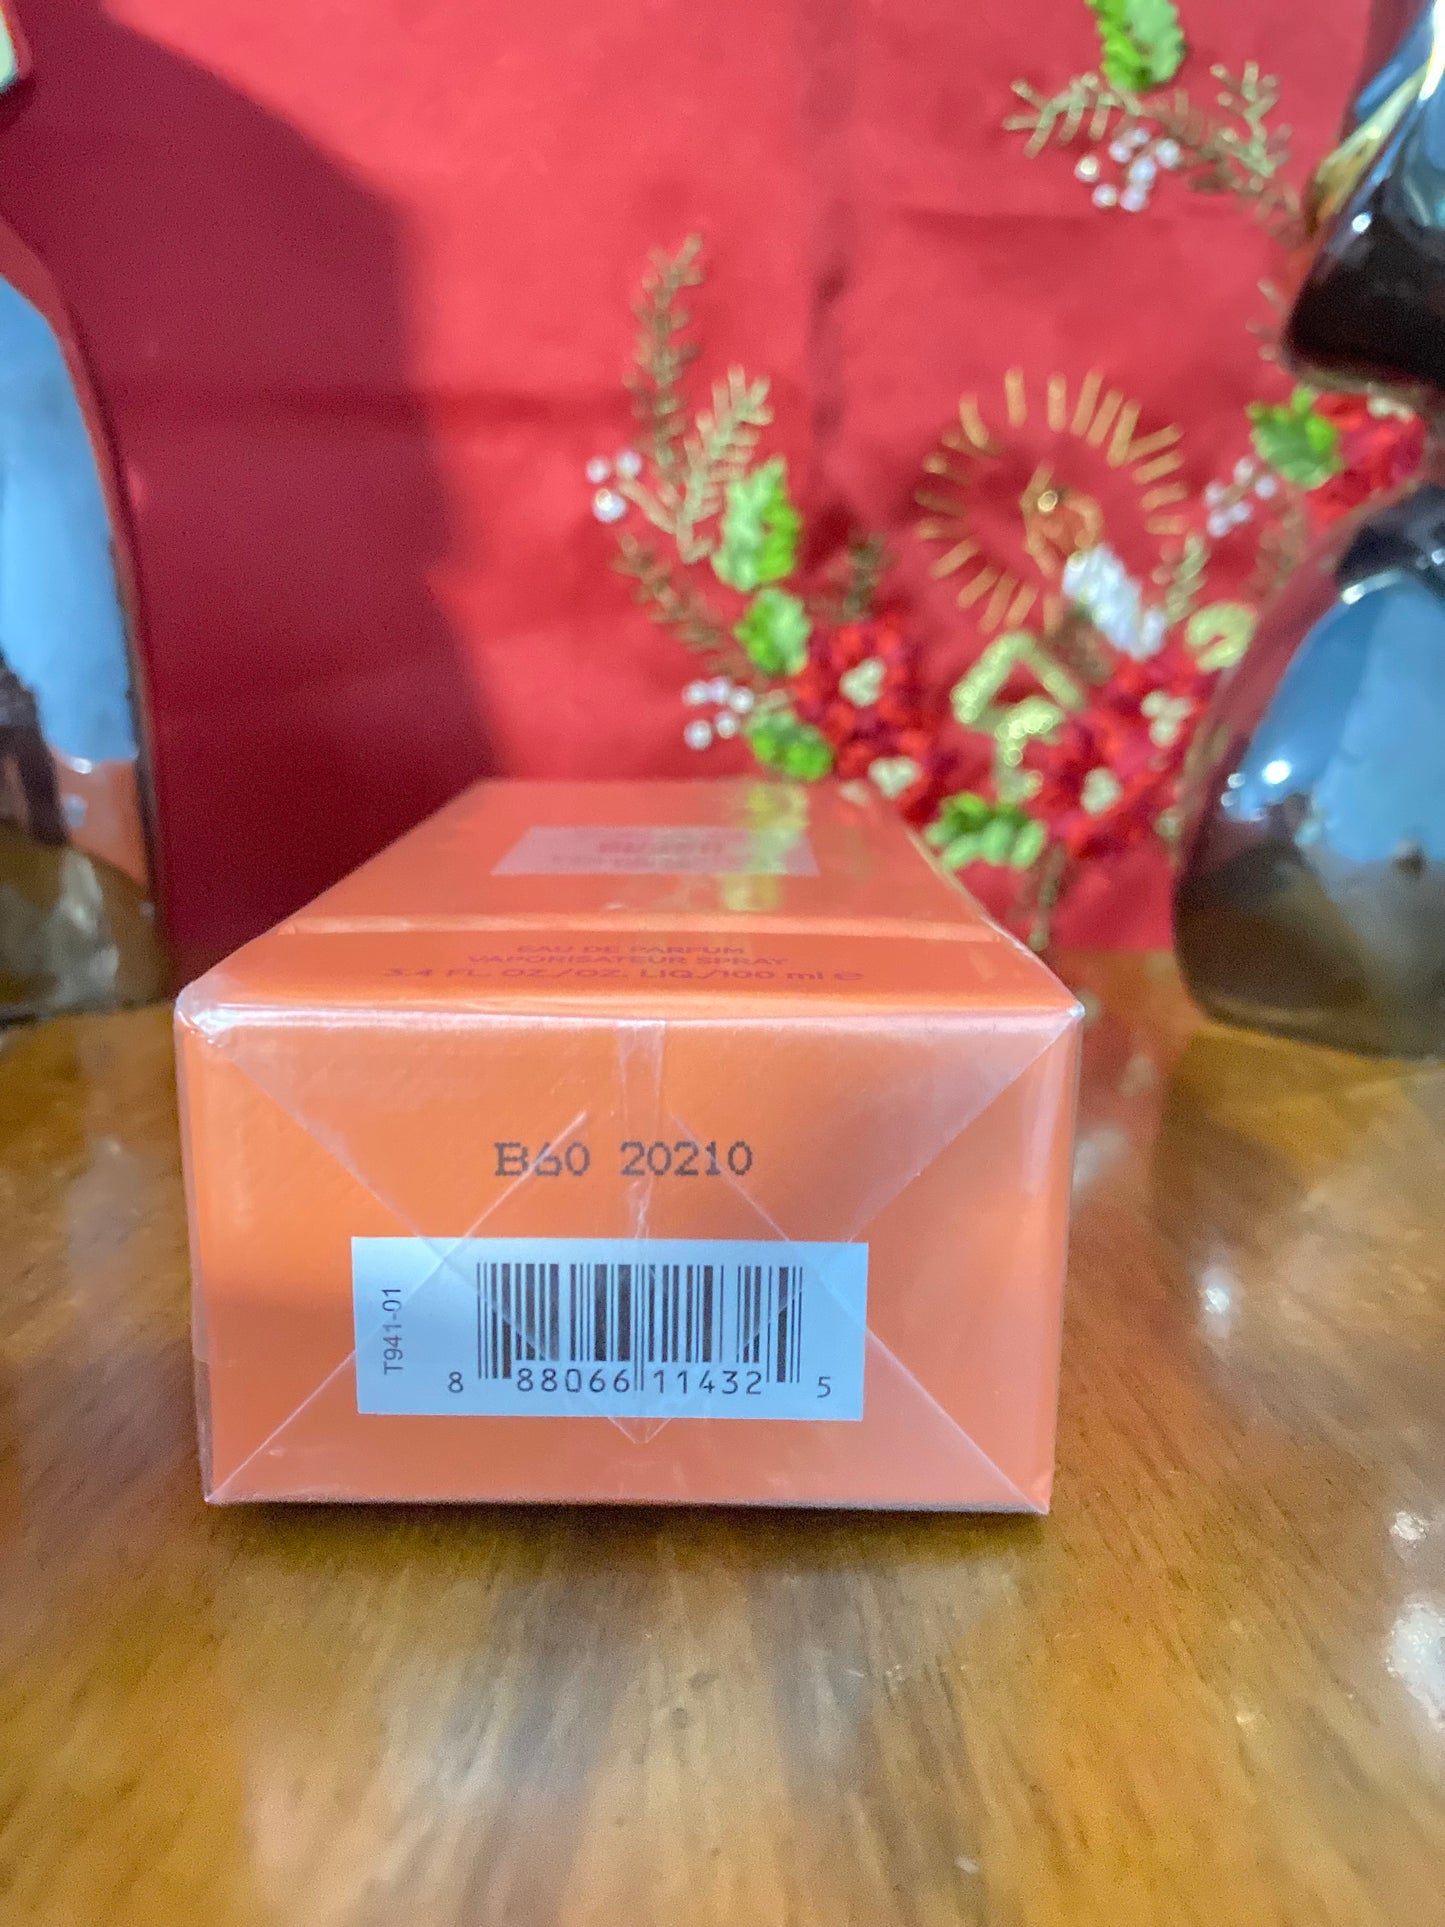 EAU DE PARFUM
VAPORISATEUR SPRAY
3.4 FL. OZ./OZ. LIQ./100 ml e
B60 20210
T941-01
8 88066 11432 5